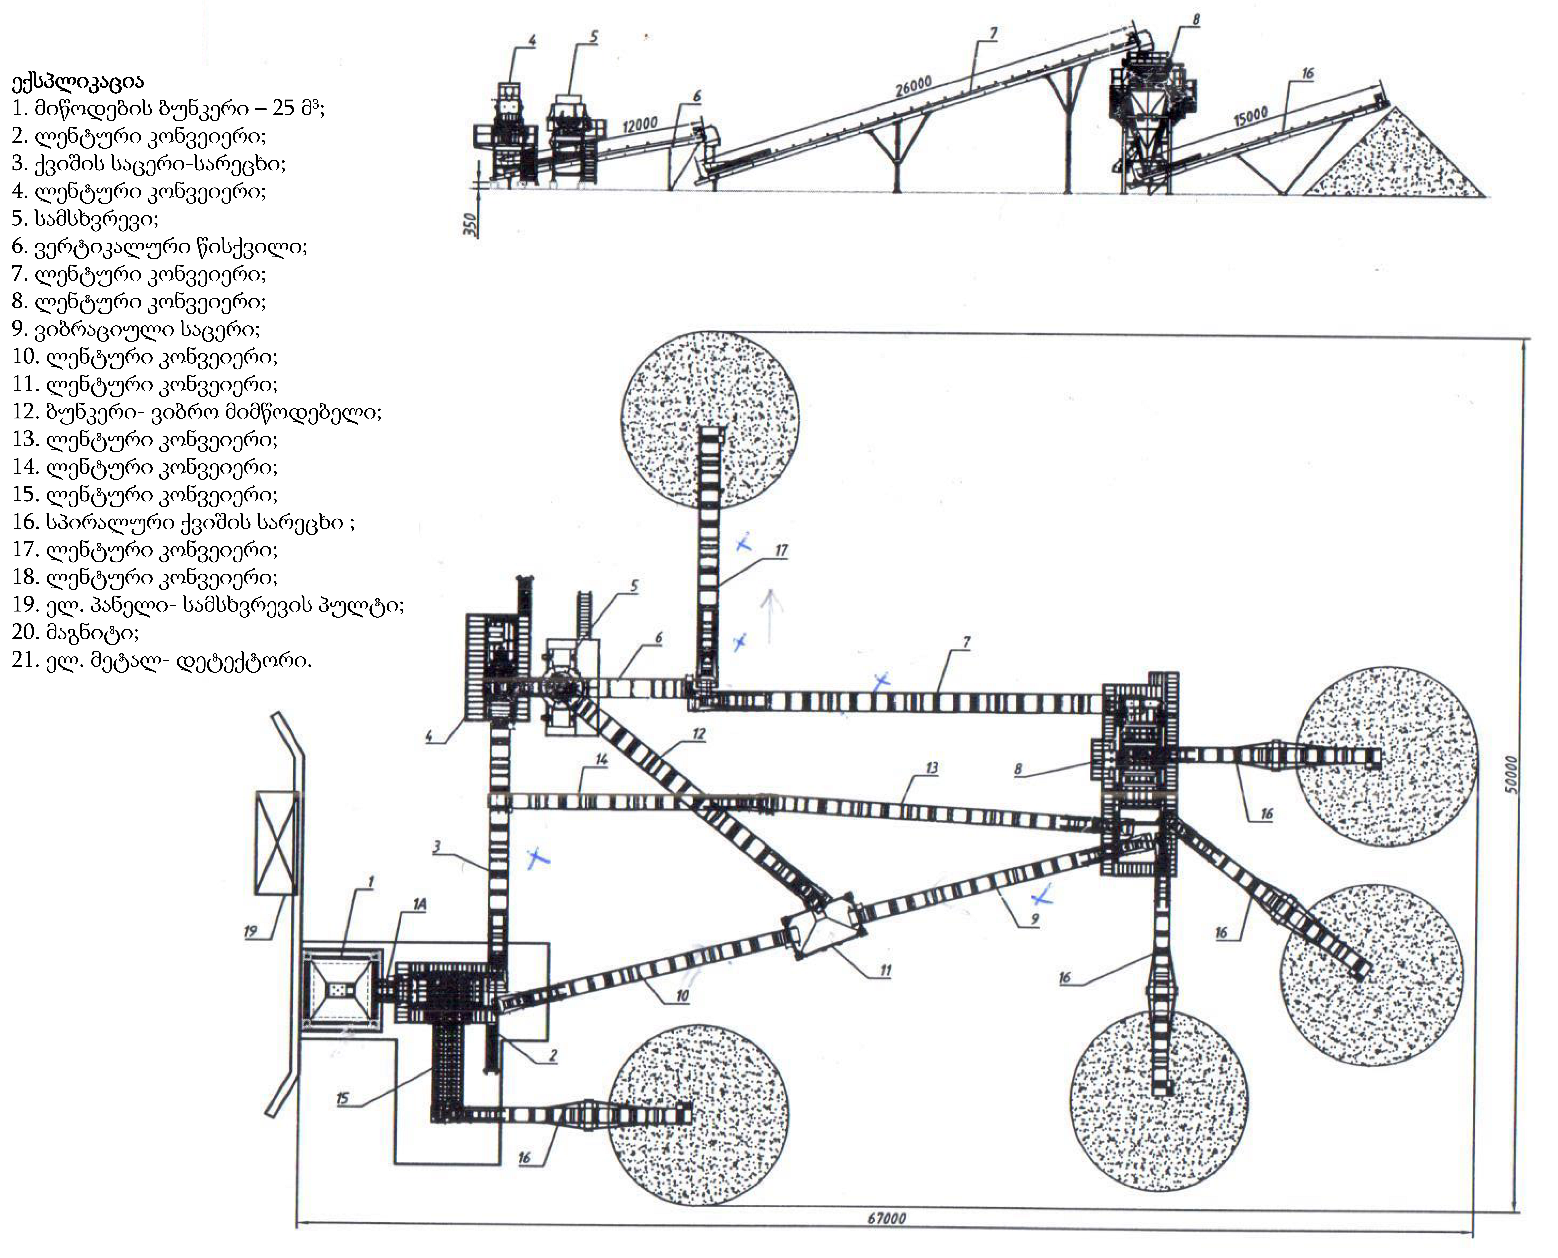 ექსპლიკაცია
1. მიწოდების ბუნკერი – 25 მ³;
2. ლენტური კონვეიერი;
3. ქვიშის საცერი-სარეცხი;
4. ლენტური კონვეიერი;
5. სამსხვრევი;
6. ვერტიკალური წისქვილი;
7. ლენტური კონვეიერი;
8. ლენტური კონვეიერი;
9. ვიბრაციული საცერი;
10. ლენტური კონვეიერი;
11. ლენტური კონვეიერი;
12. ბუნკერი- ვიბრო მიმწოდებელი;
13. ლენტური კონვეიერი;
14. ლენტური კონვეიერი;
15. ლენტური კონვეიერი;
16. სპირალური ქვიშის სარეცხი ;
17. ლენტური კონვეიერი;
18. ლენტური კონვეიერი;
19. ელ. პანელი- სამსხვრევის პულტი;
20. მაგნიტი;
21. ელ. მეტალ- დეტექტორი.
4
5
6
7
8
16
12000
26000
15000
350
17
5
6
7
4
12
14
13
8
16
3
1
1A
19
9
16
11
10
16
2
15
16
50000
67000